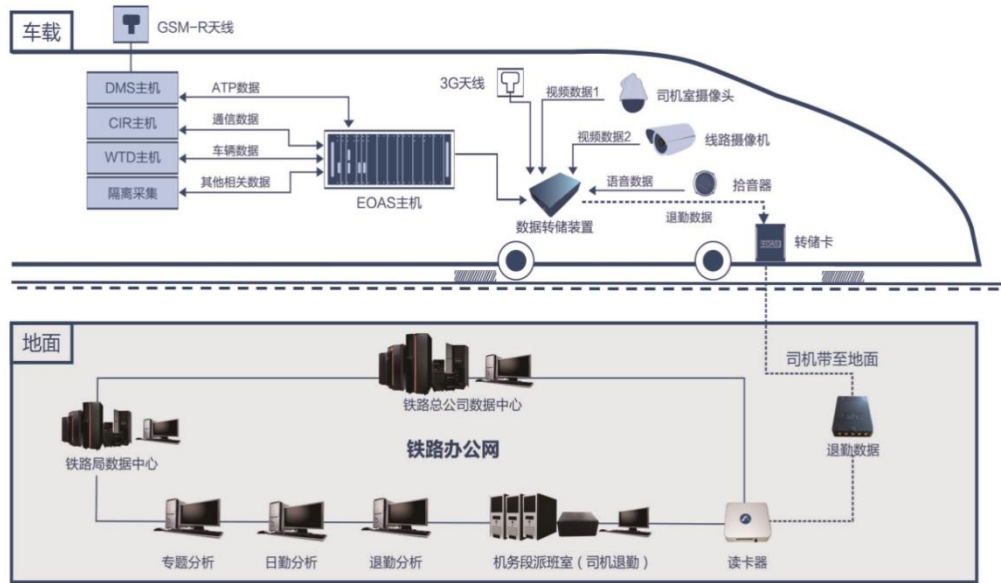 车载
GSM-R天线
DMS主机
CIR主机
WTD主机
隔离采集
ATP数据
通信数据
车辆数据
其他相关数据
EOAS主机
3G天线
视频数据1
司机室摄像头
视频数据2
线路摄像机
语音数据
拾音器
退勤数据
数据转储装置
EOAS
转储卡
地面
司机带至地面
铁路总公司数据中心
铁路局数据中心
铁路办公网
退勤数据
专题分析
日勤分析
退勤分析
机务段派班室（司机退勤）
读卡器